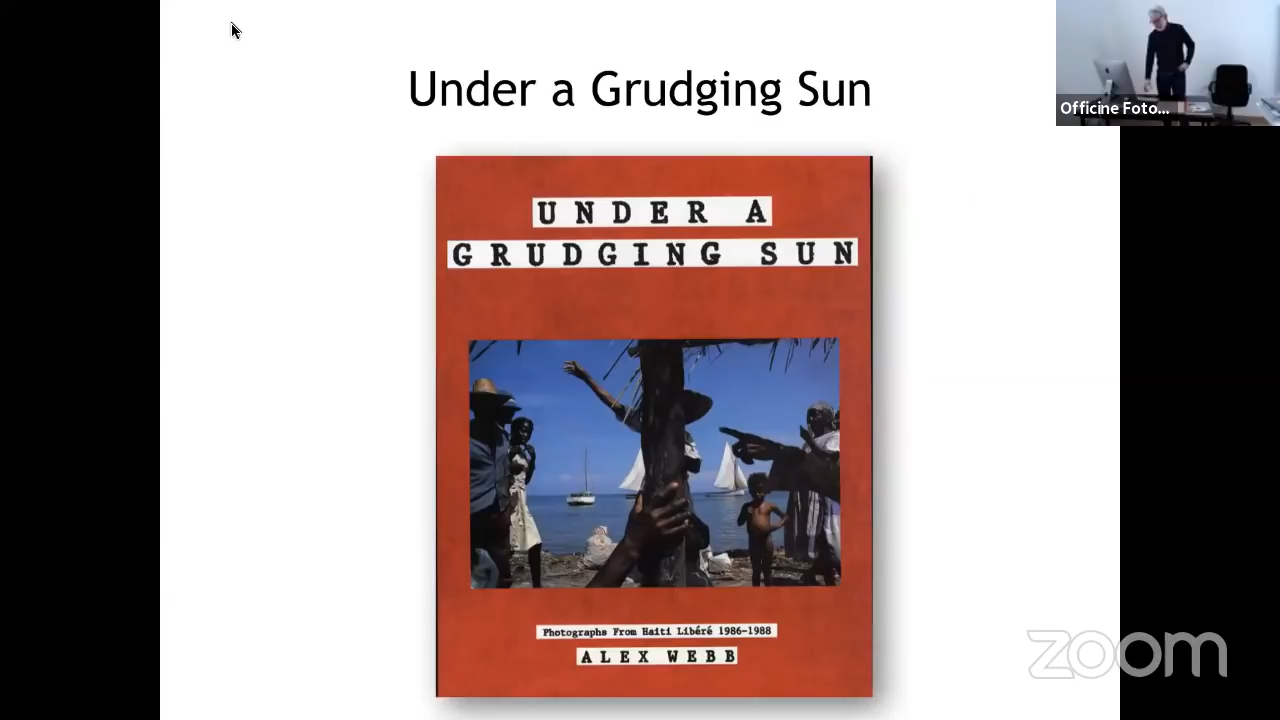 Under a Grudging Sun
Officine Foto...
UNDER A
GRUDGING SUN
Photographs From Haiti Libéré 1986-1988
ALEX WEBB
zoom